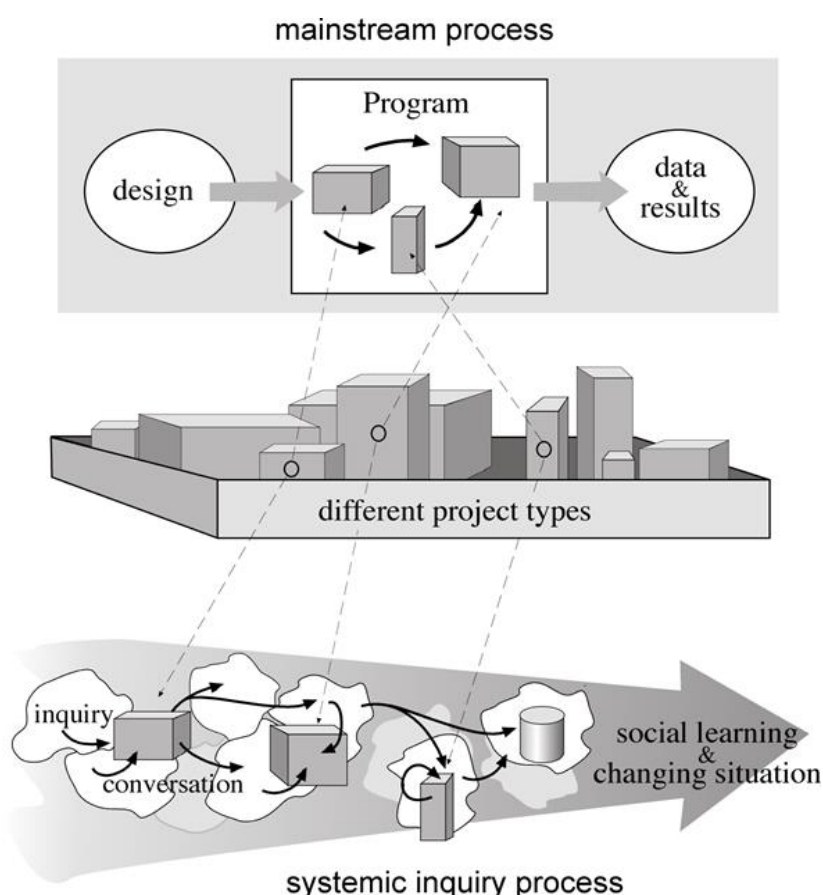 mainstream process
Program
design
data
&
results
different project types
inquiry
conversation
social learning
&
changing situation
systemic inquiry process